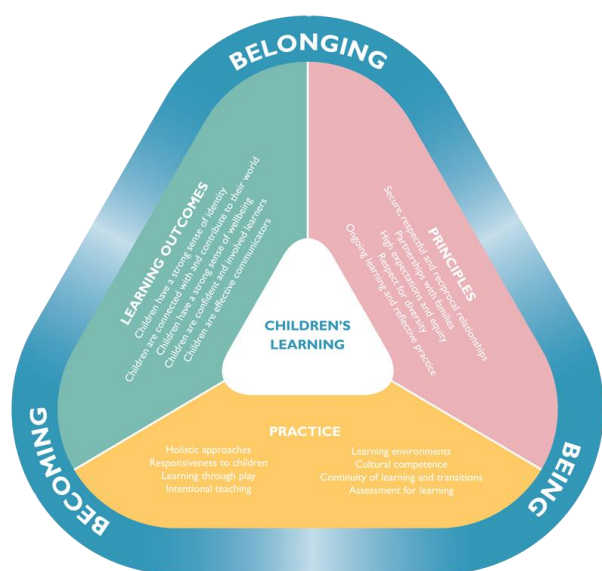 BELONGING
LEARNING OUTCOMES
Children have a strong sense of identity
Children are connected with and contribute to their world
Children have a strong sense of wellbeing
Children are confident and involved learners
Children are effective communicators
PRINCIPLES
Secure, respectful and reciprocal relationships
Partnerships with families
High expectations and equity
Respect for diversity
Ongoing learning and reflective practice
CHILDREN'S
LEARNING
PRACTICE
Holistic approaches
Responsiveness to children
Learning through play
Intentional teaching
Learning environments
Cultural competence
Continuity of learning and transitions
Assessment for learning
BECOMING
BEING